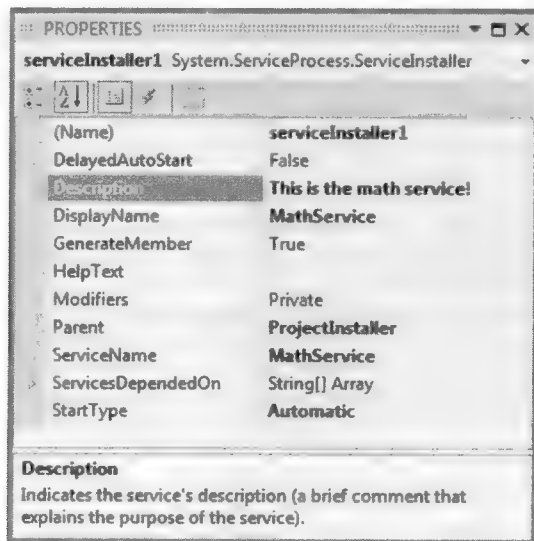 PROPERTIES
serviceInstaller1 System.ServiceProcess.ServiceInstaller
(Name) serviceInstaller1
DelayedAutoStart False
Description This is the math service!
DisplayName MathService
GenerateMember True
HelpText
Modifiers Private
Parent ProjectInstaller
ServiceName MathService
ServicesDependedOn String[] Array
StartType Automatic
Description
Indicates the service's description (a brief comment that
explains the purpose of the service).